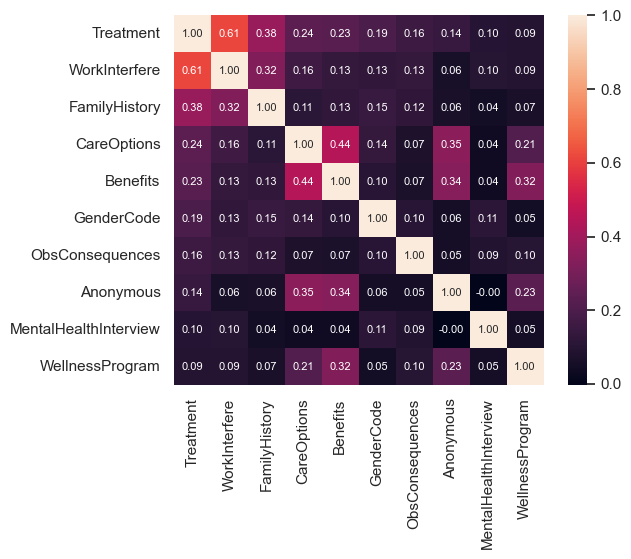 Treatment 1.00 0.61 0.38 0.24 0.23 0.19 0.16 0.14 0.10 0.09
WorkInterfere 0.61 1.00 0.32 0.16 0.13 0.13 0.13 0.06 0.10 0.09
FamilyHistory 0.38 0.32 1.00 0.11 0.13 0.15 0.12 0.06 0.04 0.07
CareOptions 0.24 0.16 0.11 1.00 0.44 0.14 0.07 0.35 0.04 0.21
Benefits 0.23 0.13 0.13 0.44 1.00 0.10 0.07 0.34 0.04 0.32
GenderCode 0.19 0.13 0.15 0.14 0.10 1.00 0.10 0.06 0.11 0.05
ObsConsequences 0.16 0.13 0.12 0.07 0.07 0.10 1.00 0.05 0.09 0.10
Anonymous 0.14 0.06 0.06 0.35 0.34 0.06 0.05 1.00 -0.00 0.23
MentalHealthInterview 0.10 0.10 0.04 0.04 0.04 0.11 0.09 -0.00 1.00 0.05
WellnessProgram 0.09 0.09 0.07 0.21 0.32 0.05 0.10 0.23 0.05 1.00
Treatment
WorkInterfere
FamilyHistory
CareOptions
Benefits
GenderCode
ObsConsequences
Anonymous
MentalHealthInterview
WellnessProgram
1.0
0.8
0.6
0.4
0.2
0.0